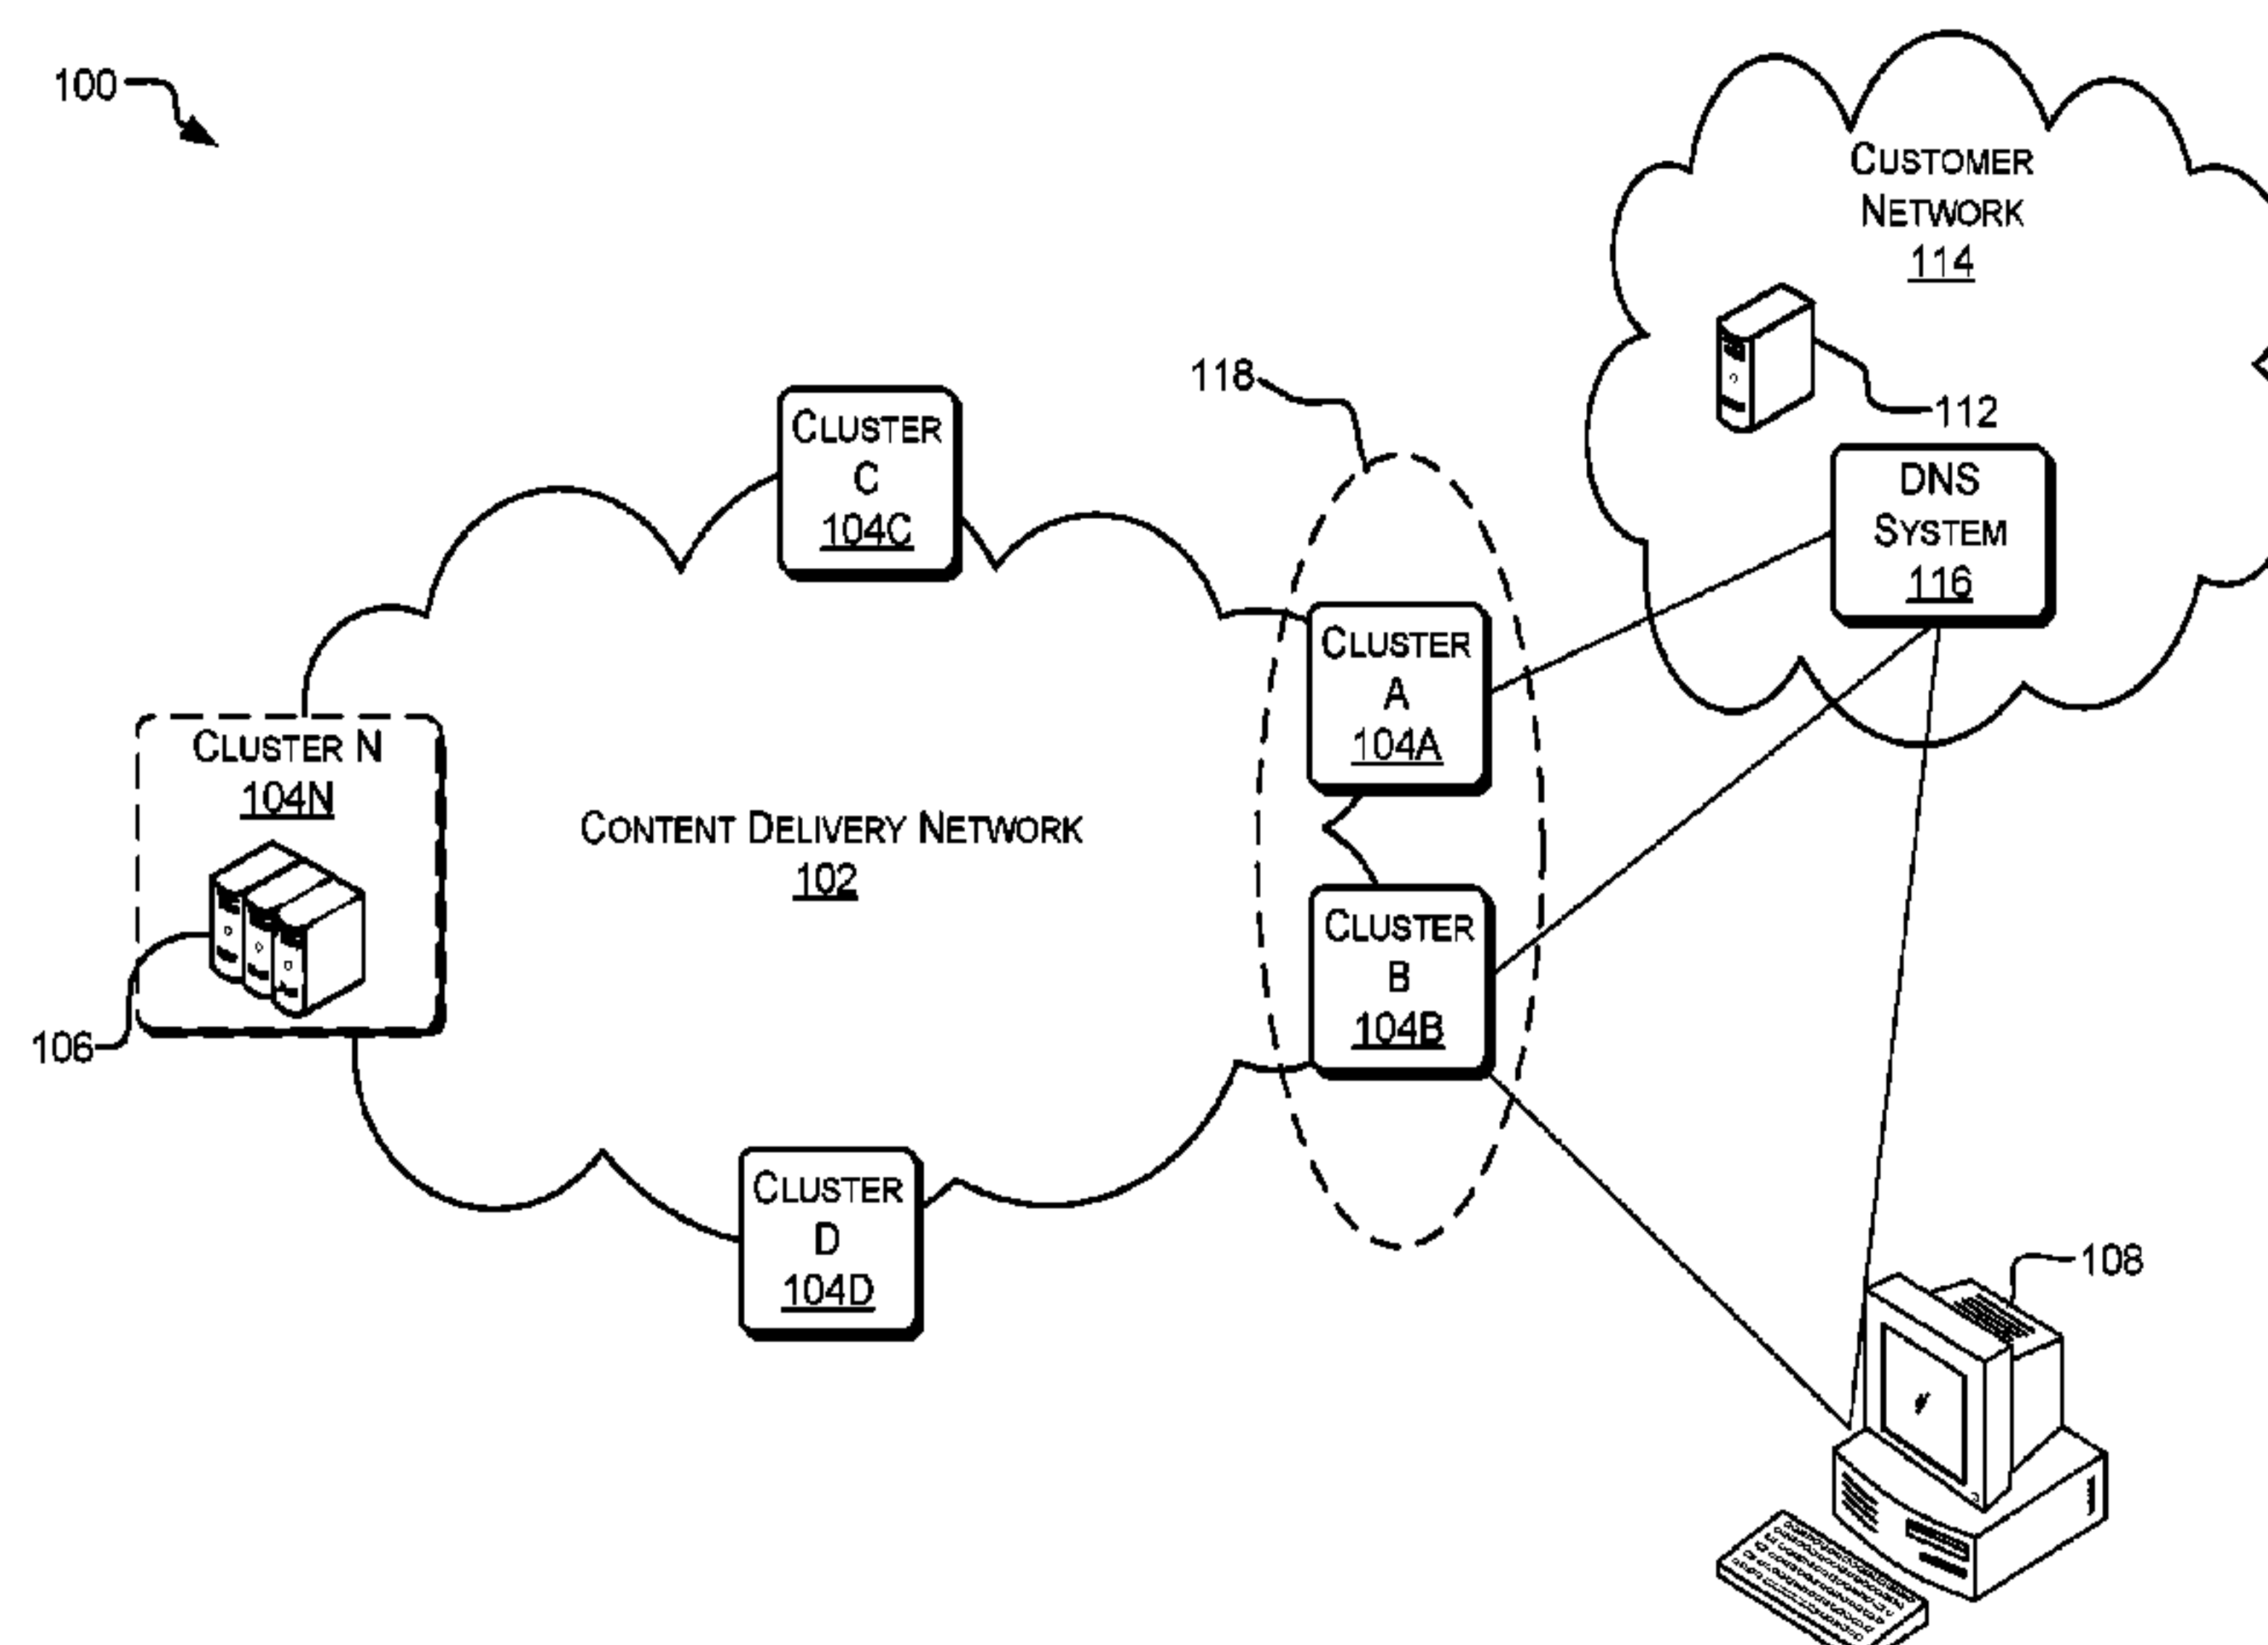 100
CUSTOMER
NETWORK
114
112
118
DNS
SYSTEM
116
CLUSTER
C
104C
CLUSTER
A
104A
CLUSTER N
104N
106
CONTENT DELIVERY NETWORK
102
CLUSTER
B
104B
CLUSTER
D
104D
108